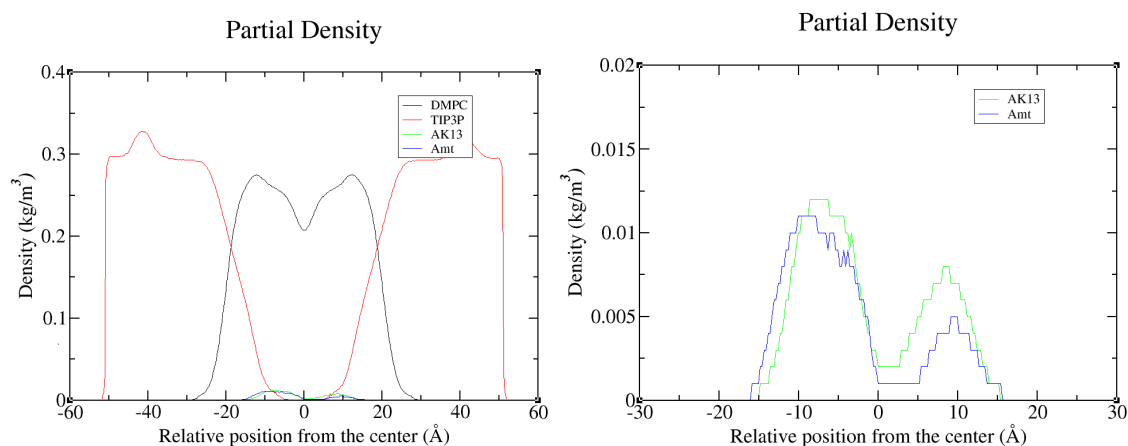 Partial Density
0.4
0.3
0.2
0.1
0
Density (kg/m³)
-60 -40 -20 0 20 40 60
Relative position from the center (Å)
DMPC
TIP3P
AK13
Amt
Partial Density
0.02
0.015
0.01
0.005
0
Density (kg/m³)
-30 -20 -10 0 10 20 30
Relative position from the center (Å)
AK13
Amt